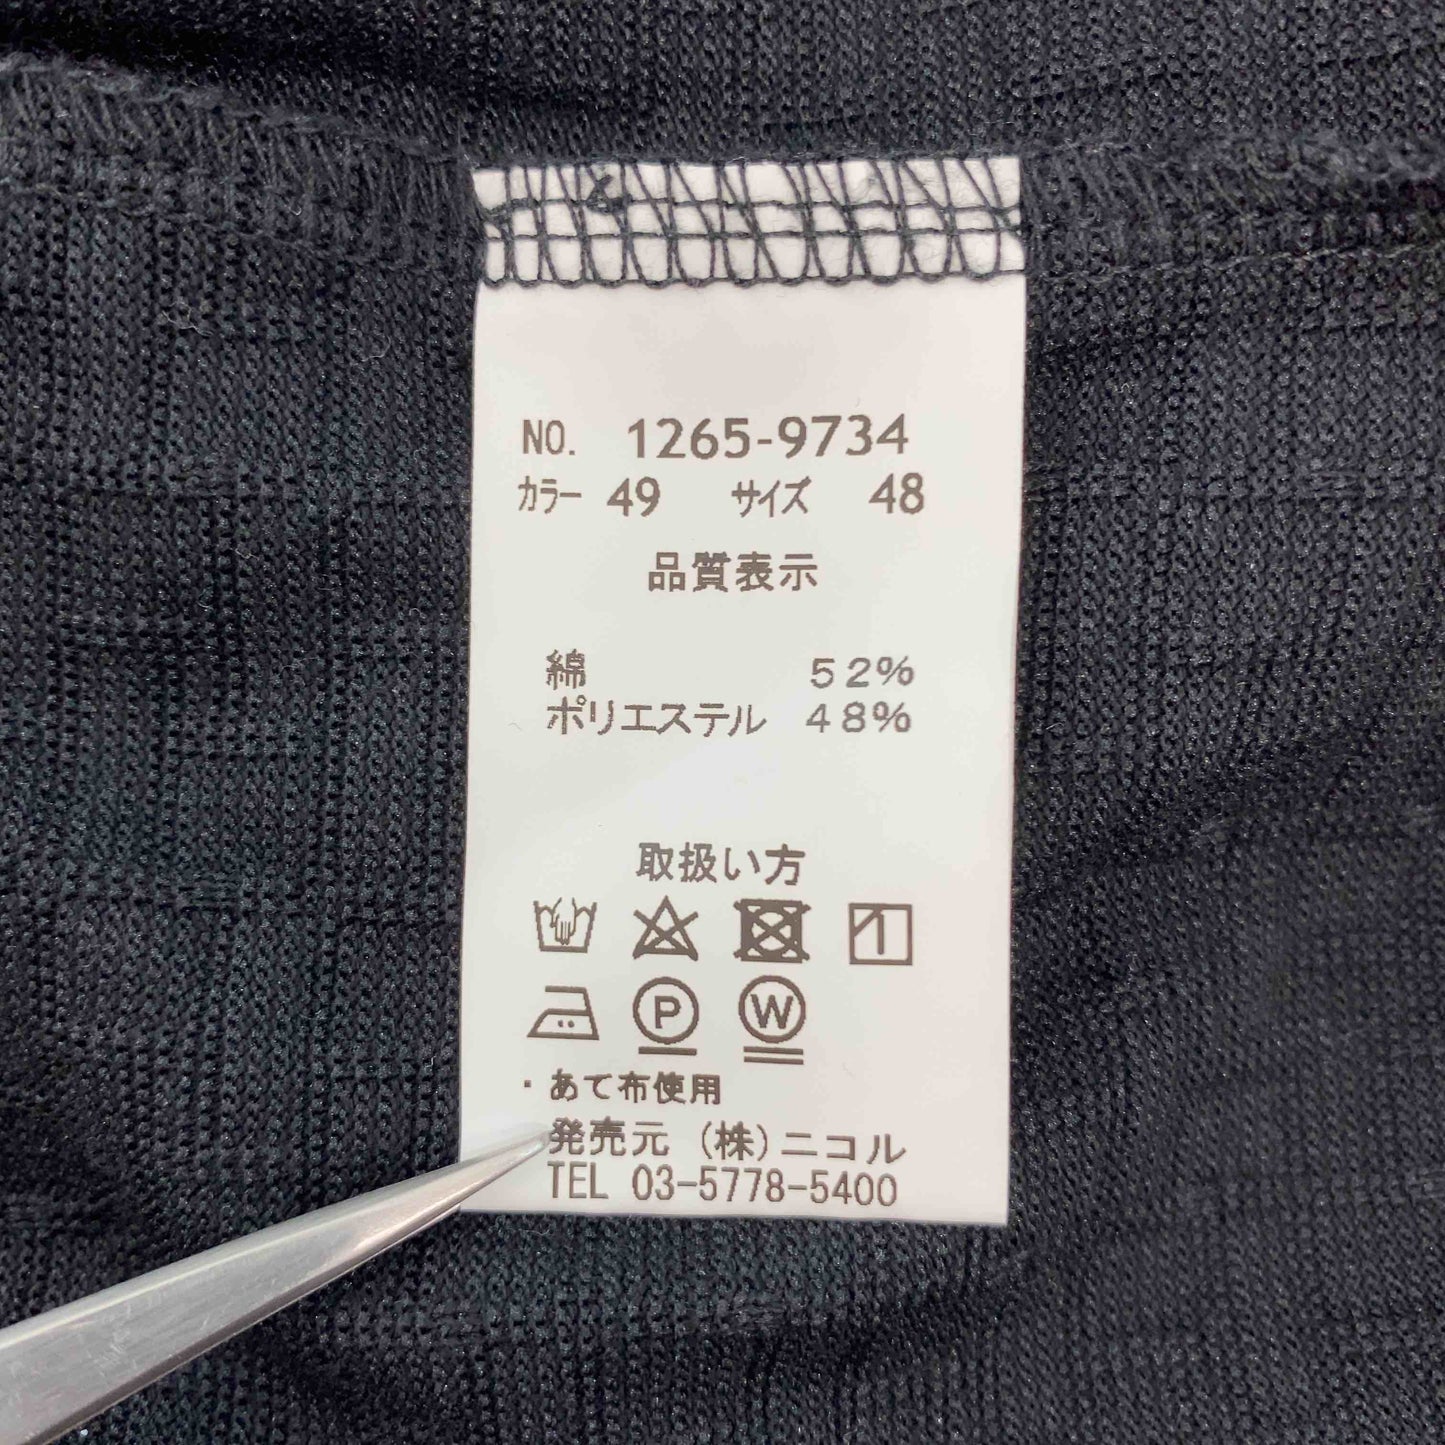 NO. 1265-9734
カラー 49 サイズ 48
品質表示
綿 52%
ポリエステル 48%
取扱い方
P W
・あて布使用
発売元 (株)ニコル
TEL 03-5778-5400